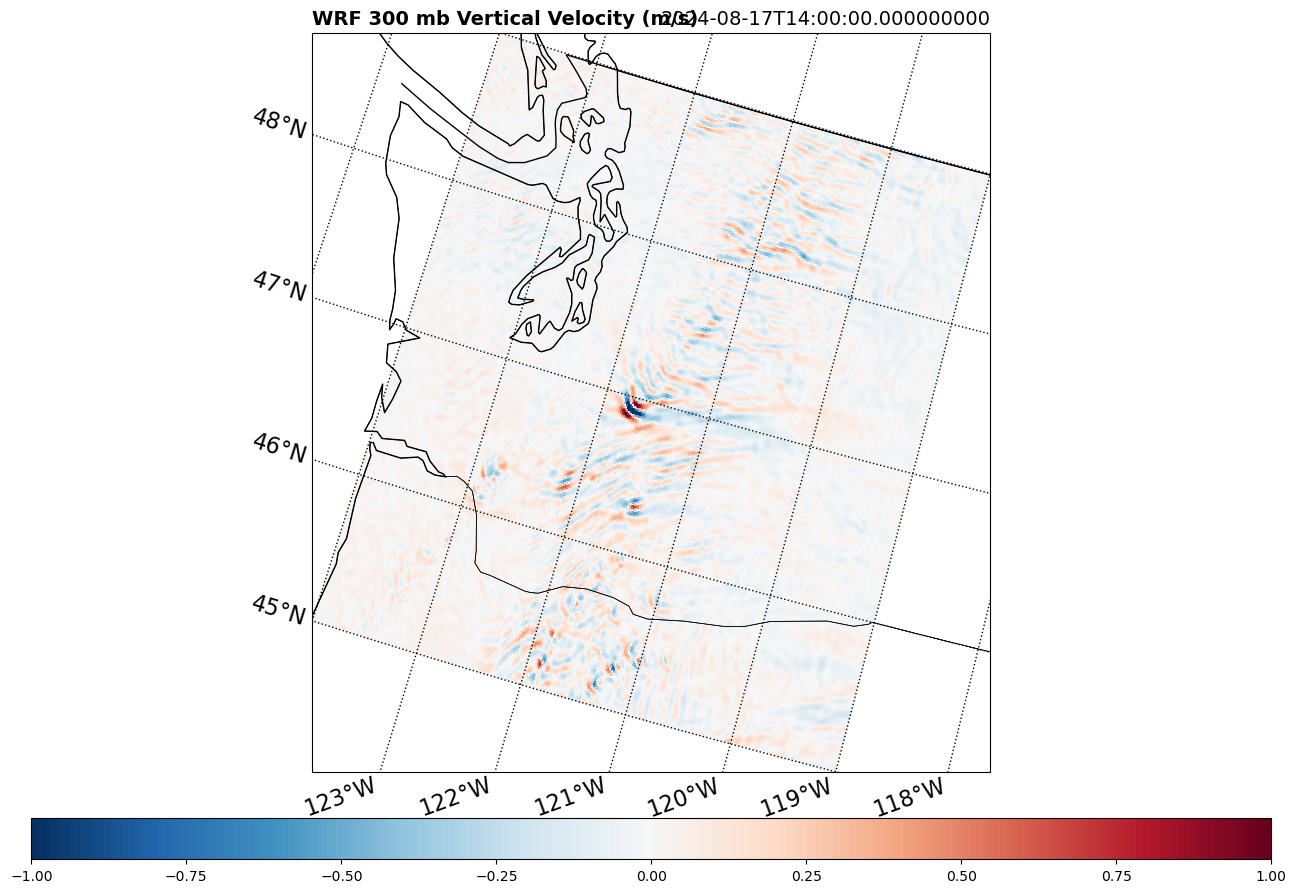 WRF 300 mb Vertical Velocity (m/s) 2024-08-17T14:00:00.000000000
48°N
47°N
46°N
45°N
123°W 122°W 121°W 120°W 119°W 118°W
−1.00 −0.75 −0.50 −0.25 0.00 0.25 0.50 0.75 1.00